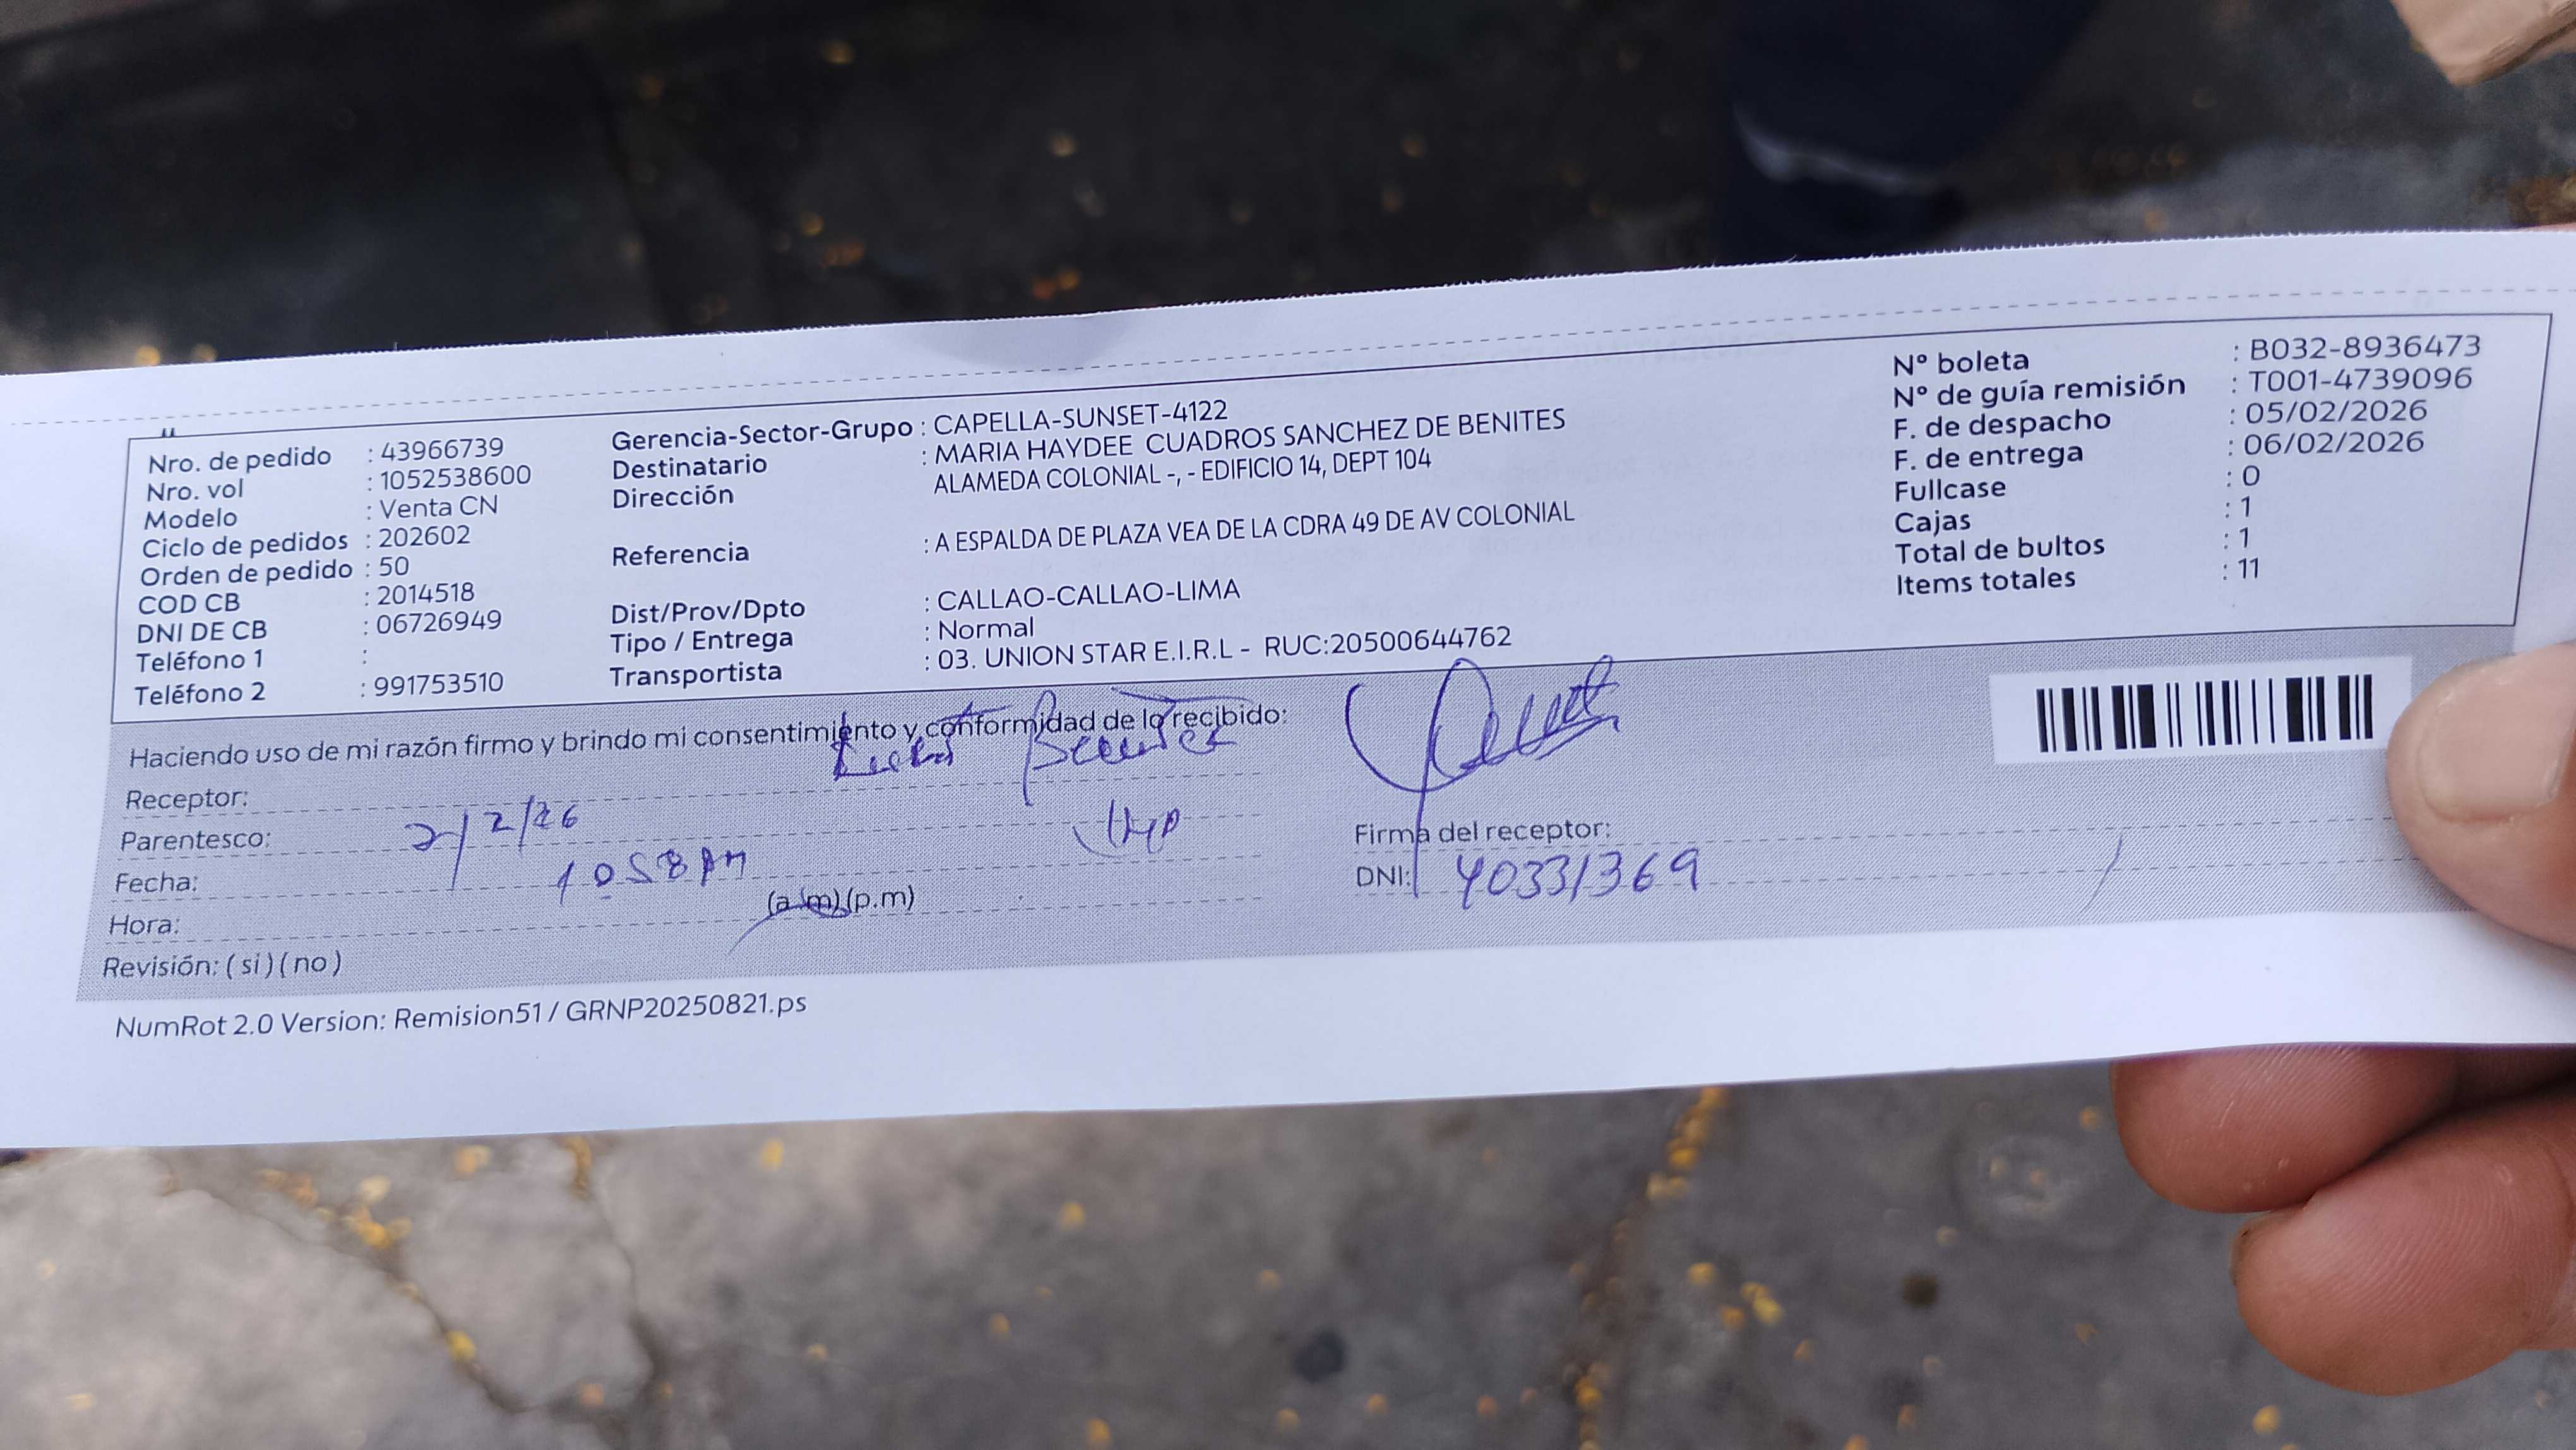 Nro. de pedido : 43966739
Nro. vol : 1052538600
Modelo : Venta CN
Ciclo de pedidos : 202602
Orden de pedido : 50
COD CB : 2014518
DNI DE CB : 06726949
Teléfono 1 :
Teléfono 2 : 991753510
Gerencia-Sector-Grupo : CAPELLA-SUNSET-4122
Destinatario : MARIA HAYDEE CUADROS SANCHEZ DE BENITES
Dirección ALAMEDA COLONIAL -, - EDIFICIO 14, DEPT 104
Referencia : A ESPALDA DE PLAZA VEA DE LA CDRA 49 DE AV COLONIAL
Dist/Prov/Dpto : CALLAO-CALLAO-LIMA
Tipo / Entrega : Normal
Transportista : 03. UNION STAR E.I.R.L - RUC:20500644762
Nº boleta : B032-8936473
Nº de guía remisión : T001-4739096
F. de despacho : 05/02/2026
F. de entrega : 06/02/2026
Fullcase : 0
Cajas : 1
Total de bultos : 1
Items totales : 11
Haciendo uso de mi razón firmo y brindo mi consentimiento y conformidad de lo recibido:
Receptor:
Parentesco:
Fecha: /2/26
Hora: 1058 AM (a.m)(p.m)
Revisión: (si)(no)
Firma del receptor:
DNI: 40331369
NumRot 2.0 Version: Remision51 / GRNP20250821.ps